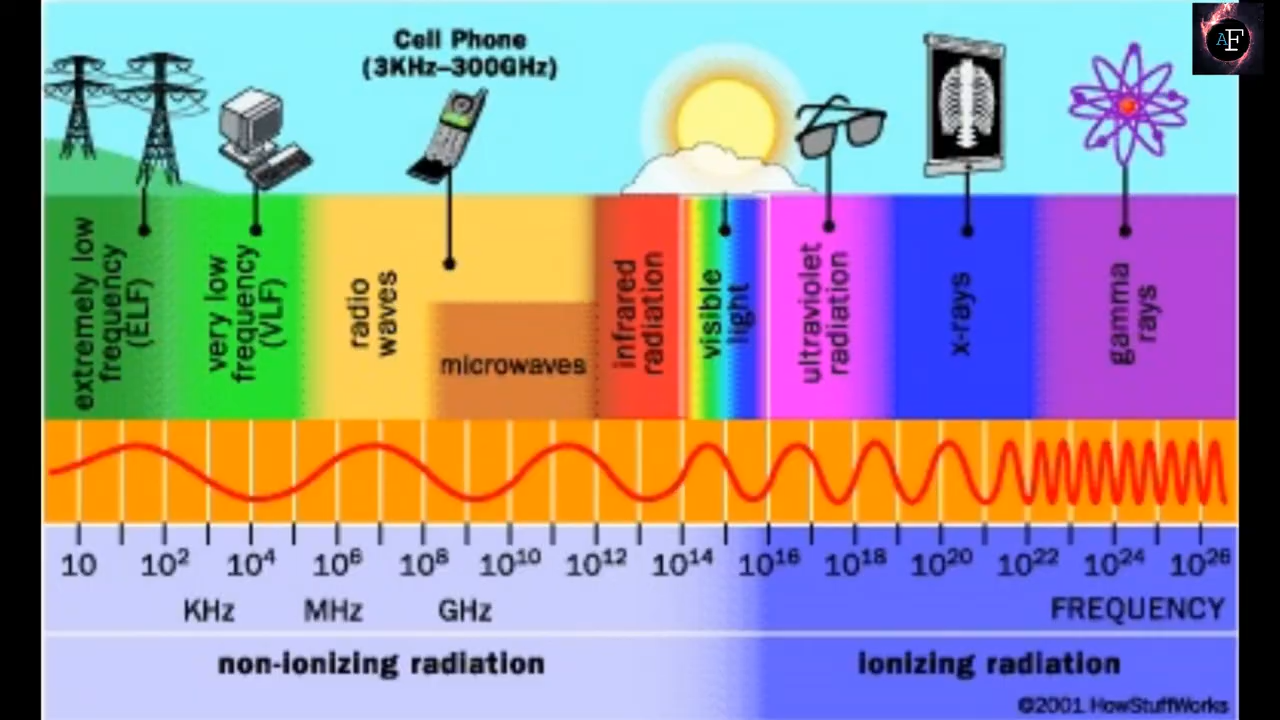 AF
Cell Phone
(3KHz–300GHz)
extremely low
frequency
(ELF)
very low
frequency
(VLF)
radio
waves
microwaves
infrared
radiation
visible
light
ultraviolet
radiation
x-rays
gamma
rays
10 10² 10⁴ 10⁶ 10⁸ 10¹⁰ 10¹² 10¹⁴ 10¹⁶ 10¹⁸ 10²⁰ 10²² 10²⁴ 10²⁶
KHz MHz GHz FREQUENCY
non-ionizing radiation ionizing radiation
©2001 HowStuffWorks